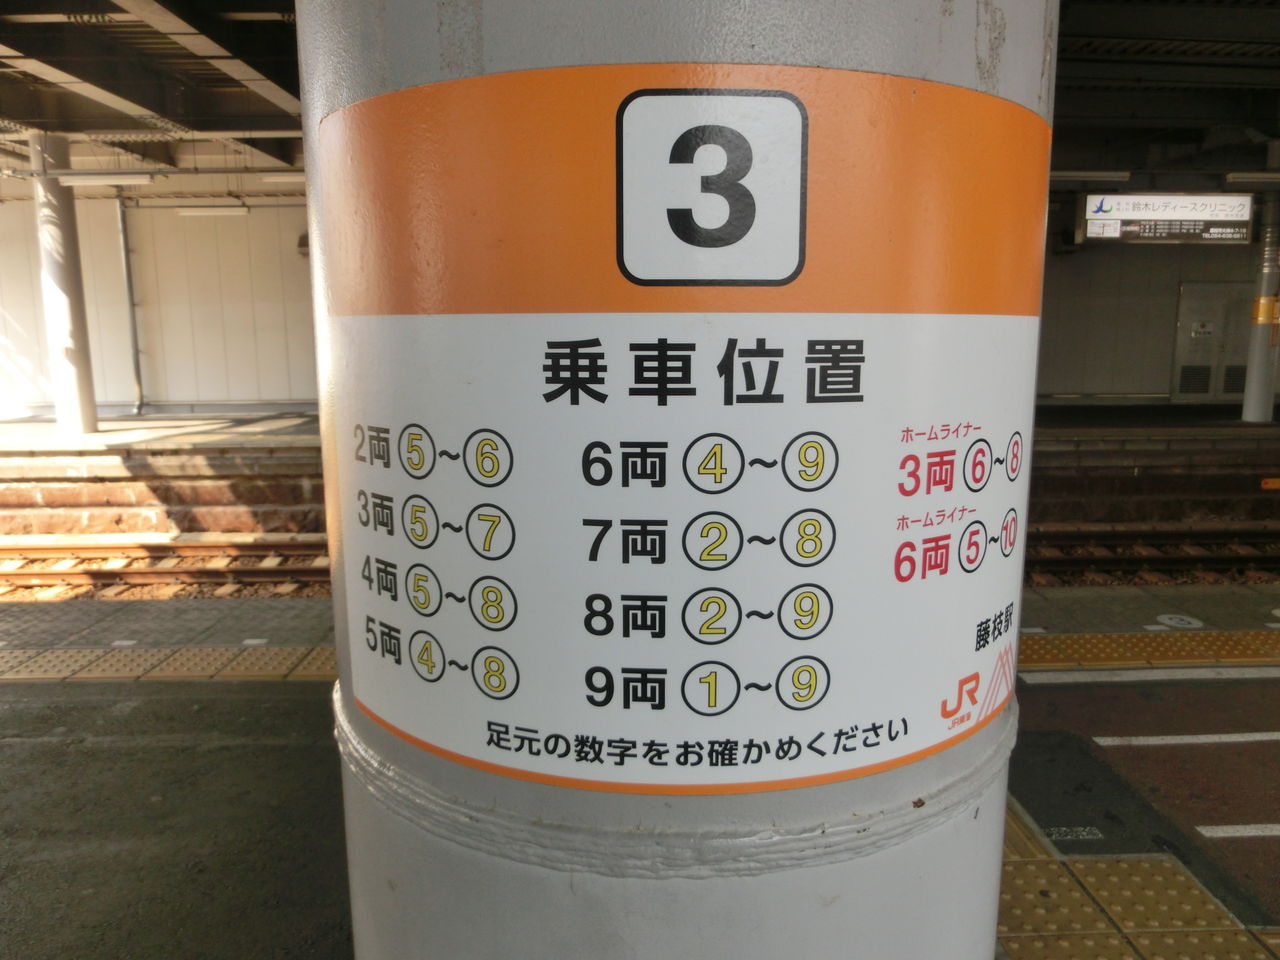 3
乗車位置
2両⑤~⑥
3両⑤~⑦
4両⑤~⑧
5両④~⑧
6両④~⑨
7両②~⑧
8両②~⑨
9両①~⑨
ホームライナー
3両⑥~⑧
ホームライナー
6両⑤~⑩
藤枝駅
JR
JR東海
足元の数字をお確かめください
鈴木レディースクリニック